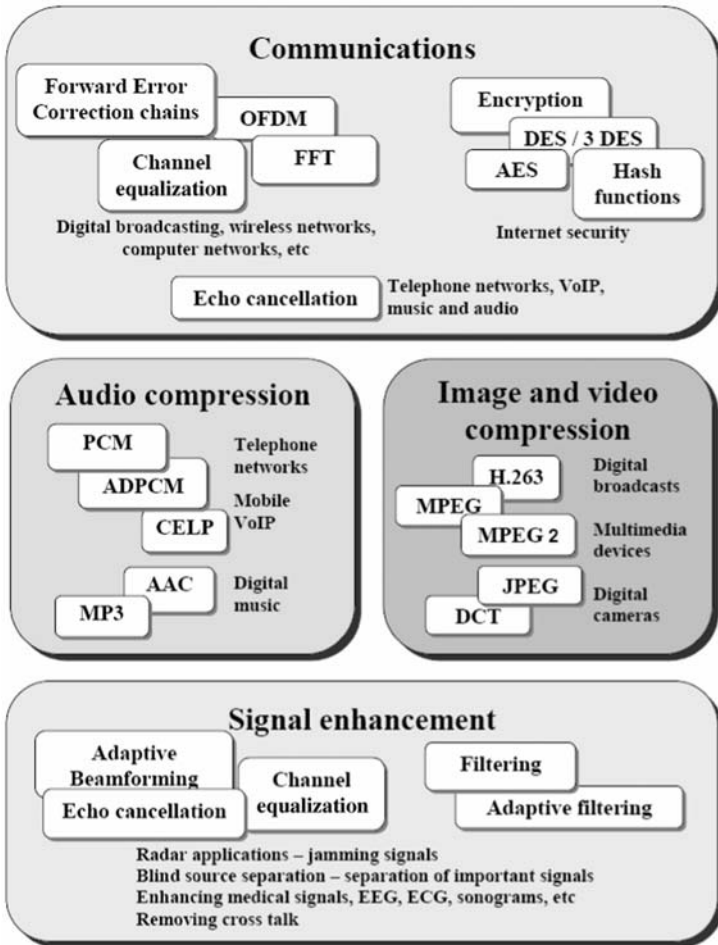 Communications
Forward Error
Correction chains
OFDM
FFT
Channel
equalization
Digital broadcasting, wireless networks,
computer networks, etc
Encryption
DES / 3 DES
AES
Hash
functions
Internet security
Echo cancellation
Telephone networks, VoIP,
music and audio
Audio compression
PCM
ADPCM
CELP
Telephone
networks
Mobile
VoIP
AAC
MP3
Digital
music
Image and video
compression
H.263
MPEG
MPEG 2
JPEG
DCT
Digital
broadcasts
Multimedia
devices
Digital
cameras
Signal enhancement
Adaptive
Beamforming
Echo cancellation
Channel
equalization
Filtering
Adaptive filtering
Radar applications – jamming signals
Blind source separation – separation of important signals
Enhancing medical signals, EEG, ECG, sonograms, etc
Removing cross talk